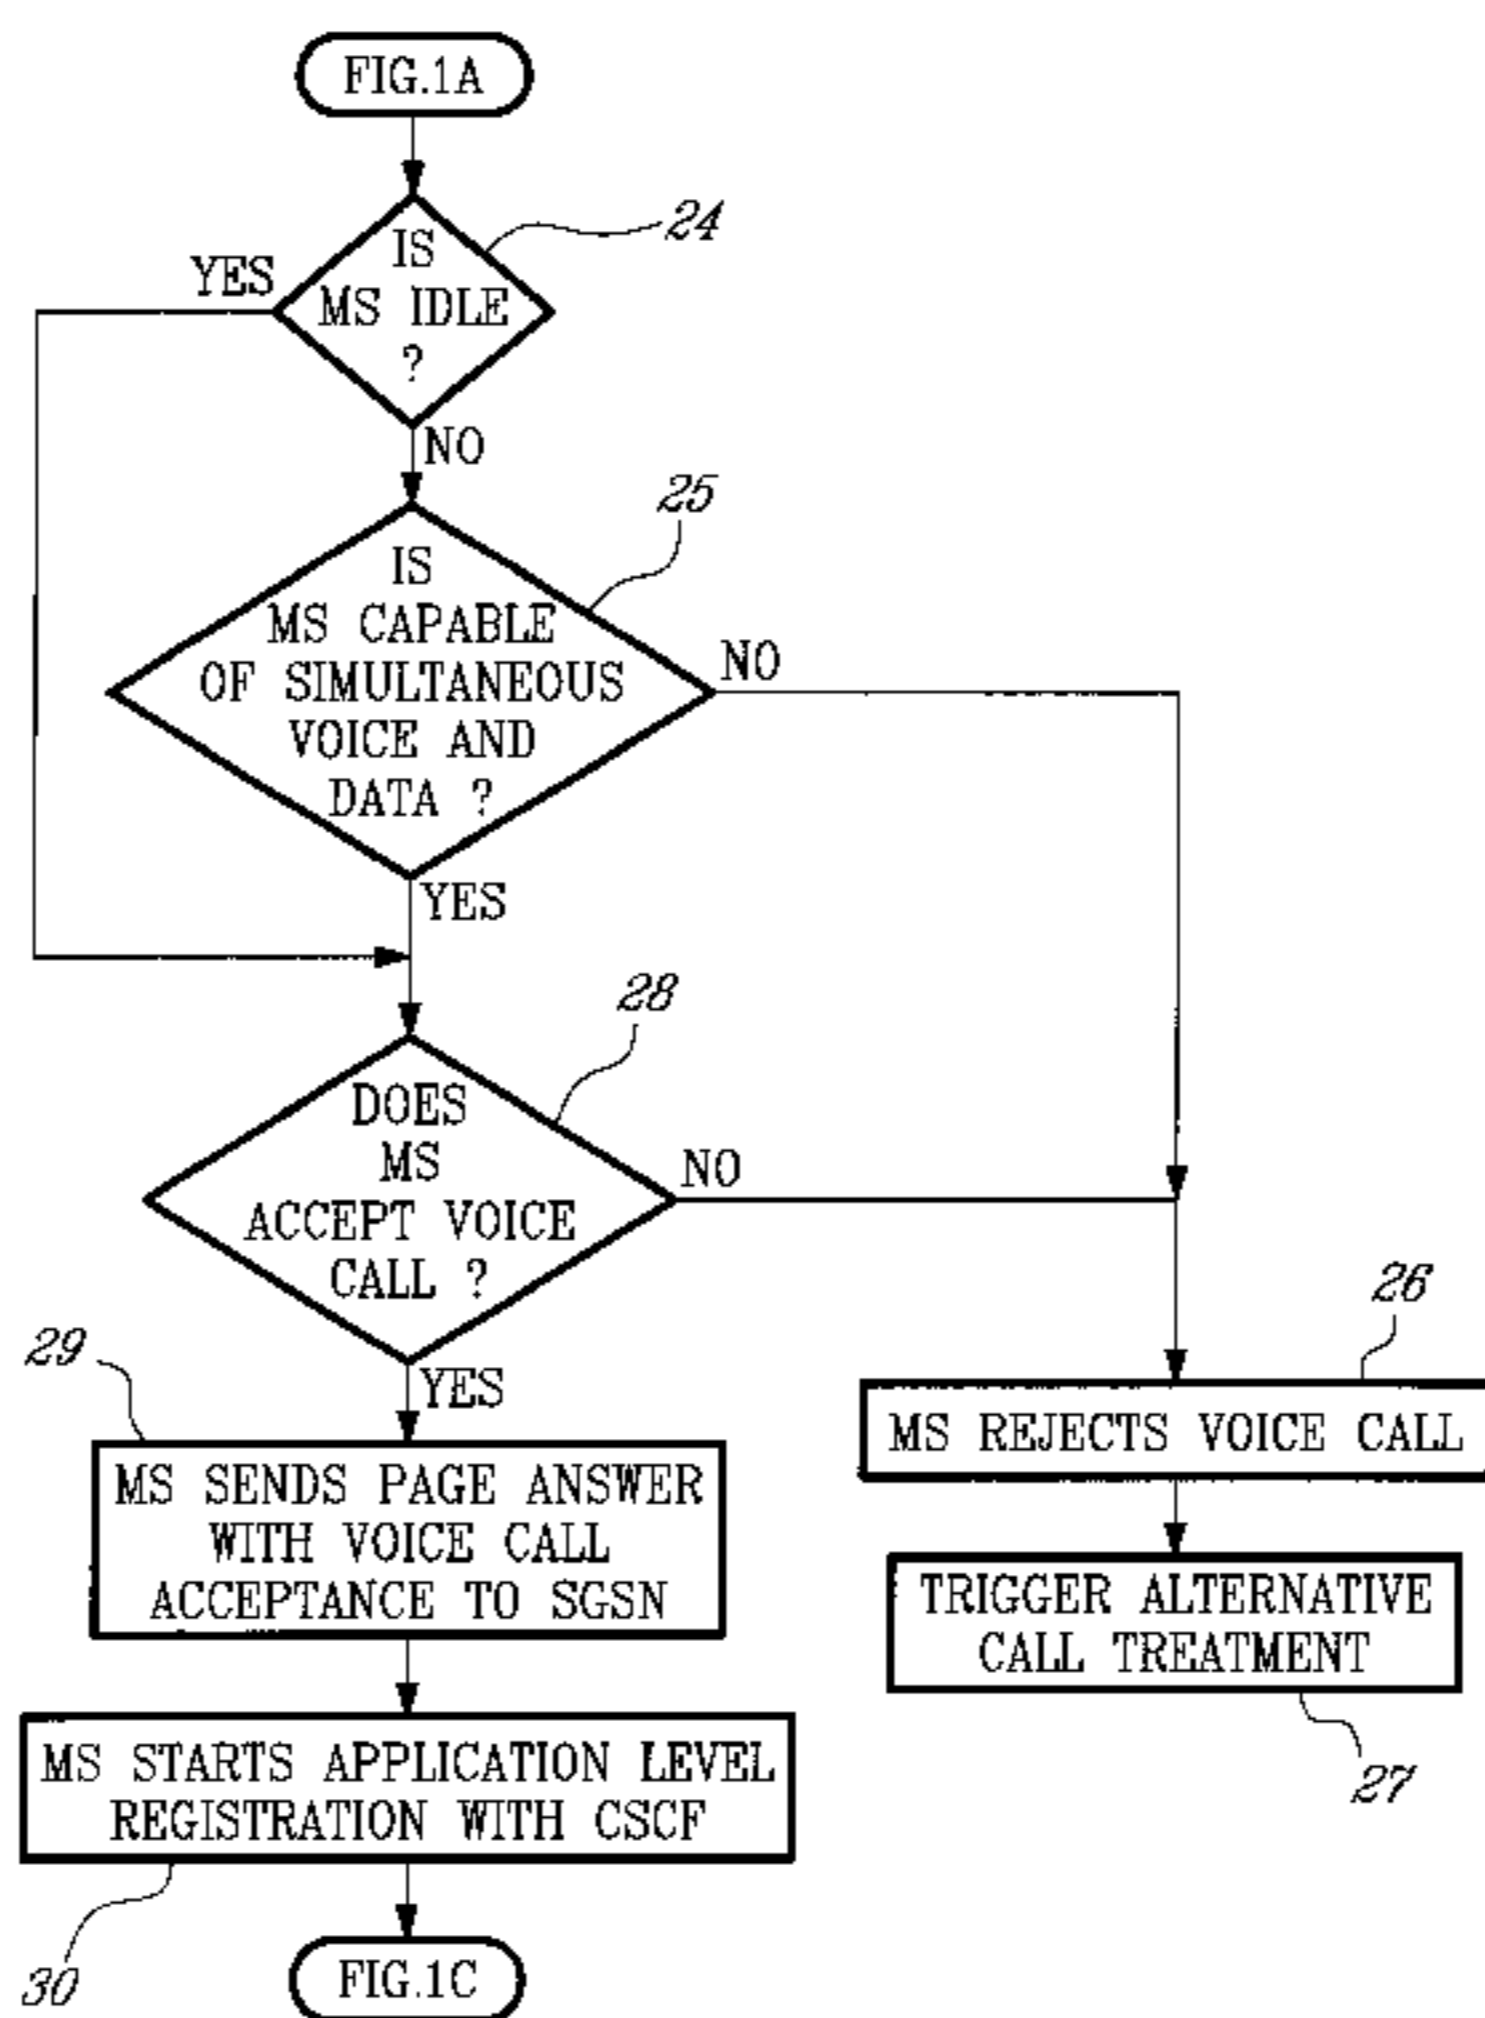 FIG.1A
24
IS
MS IDLE
?
YES
NO
25
IS
MS CAPABLE
OF SIMULTANEOUS
VOICE AND
DATA ?
NO
YES
28
DOES
MS
ACCEPT VOICE
CALL ?
NO
YES
29
MS SENDS PAGE ANSWER
WITH VOICE CALL
ACCEPTANCE TO SGSN
26
MS REJECTS VOICE CALL
TRIGGER ALTERNATIVE
CALL TREATMENT
27
MS STARTS APPLICATION LEVEL
REGISTRATION WITH CSCF
30
FIG.1C